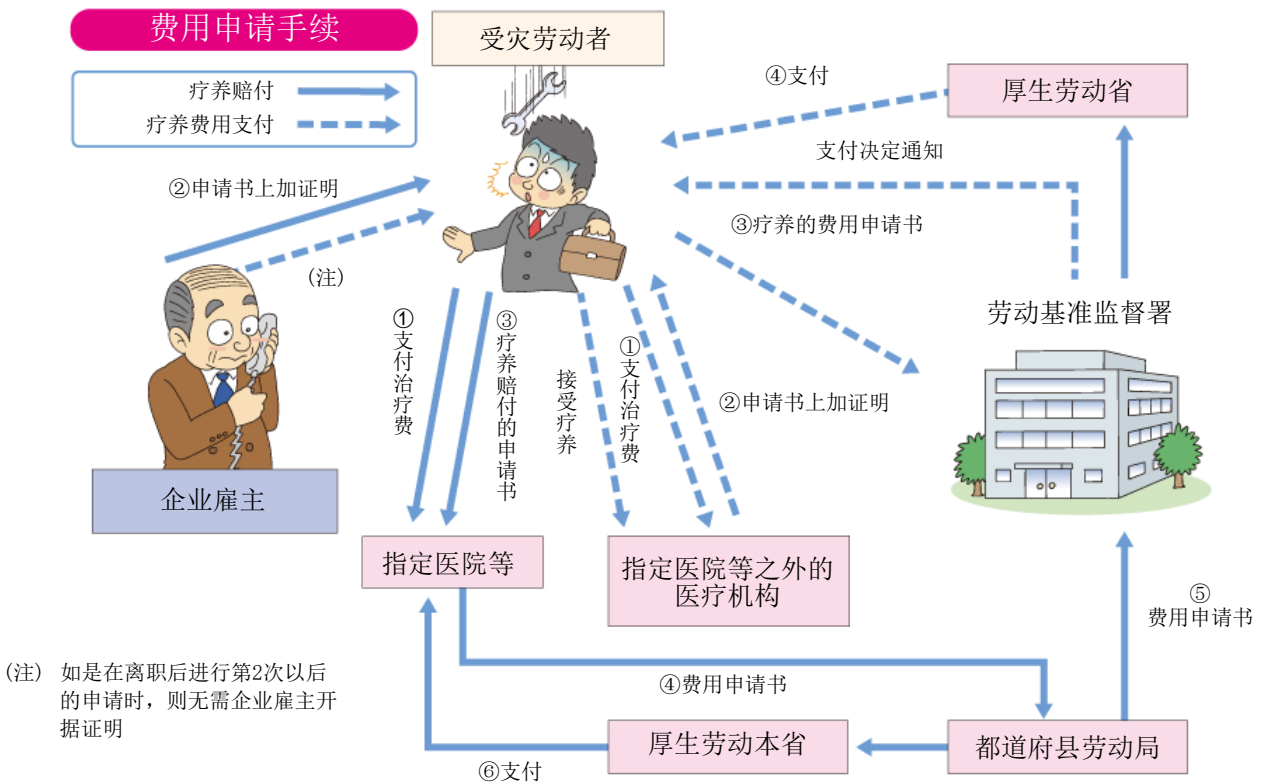 费用申请手续
疗养赔付
疗养费用支付
受灾劳动者
④支付
厚生劳动省
支付决定通知
②申请书上加证明
③疗养的费用申请书
(注)
劳动基准监督署
①支付治疗费
③疗养赔付的申请书
接受疗养
①支付治疗费
②申请书上加证明
企业雇主
指定医院等
指定医院等之外的
医疗机构
⑤
费用申请书
(注) 如是在离职后进行第2次以后
的申请时，则无需企业雇主开
据证明
④费用申请书
厚生劳动本省
都道府县劳动局
⑥支付